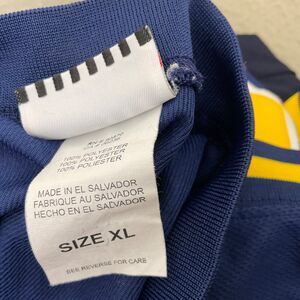 100% POLYESTER
100% POLYESTER
100% POLIESTER
MADE IN EL SALVADOR
FABRIQUE AU SALVADOR
HECHO EN EL SALVADOR
SIZE XL
SEE REVERSE FOR CARE